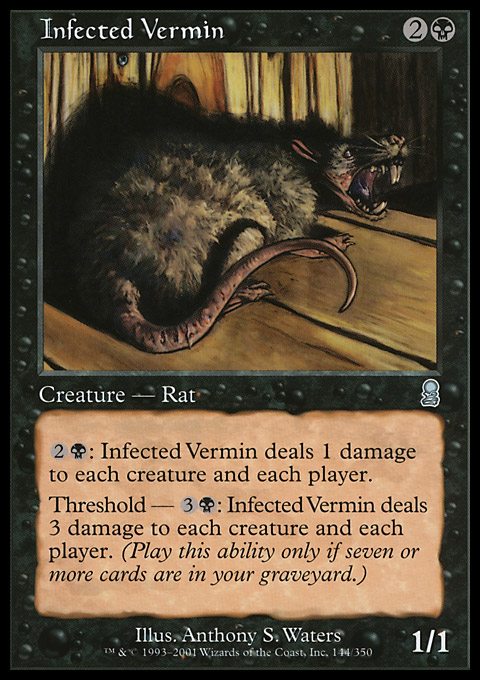 Infected Vermin 2
Creature — Rat
2: Infected Vermin deals 1 damage
to each creature and each player.
Threshold — 3: Infected Vermin deals
3 damage to each creature and each
player. (Play this ability only if seven or
more cards are in your graveyard.)
Illus. Anthony S. Waters
™ & © 1993–2001 Wizards of the Coast, Inc. 144/350
1/1